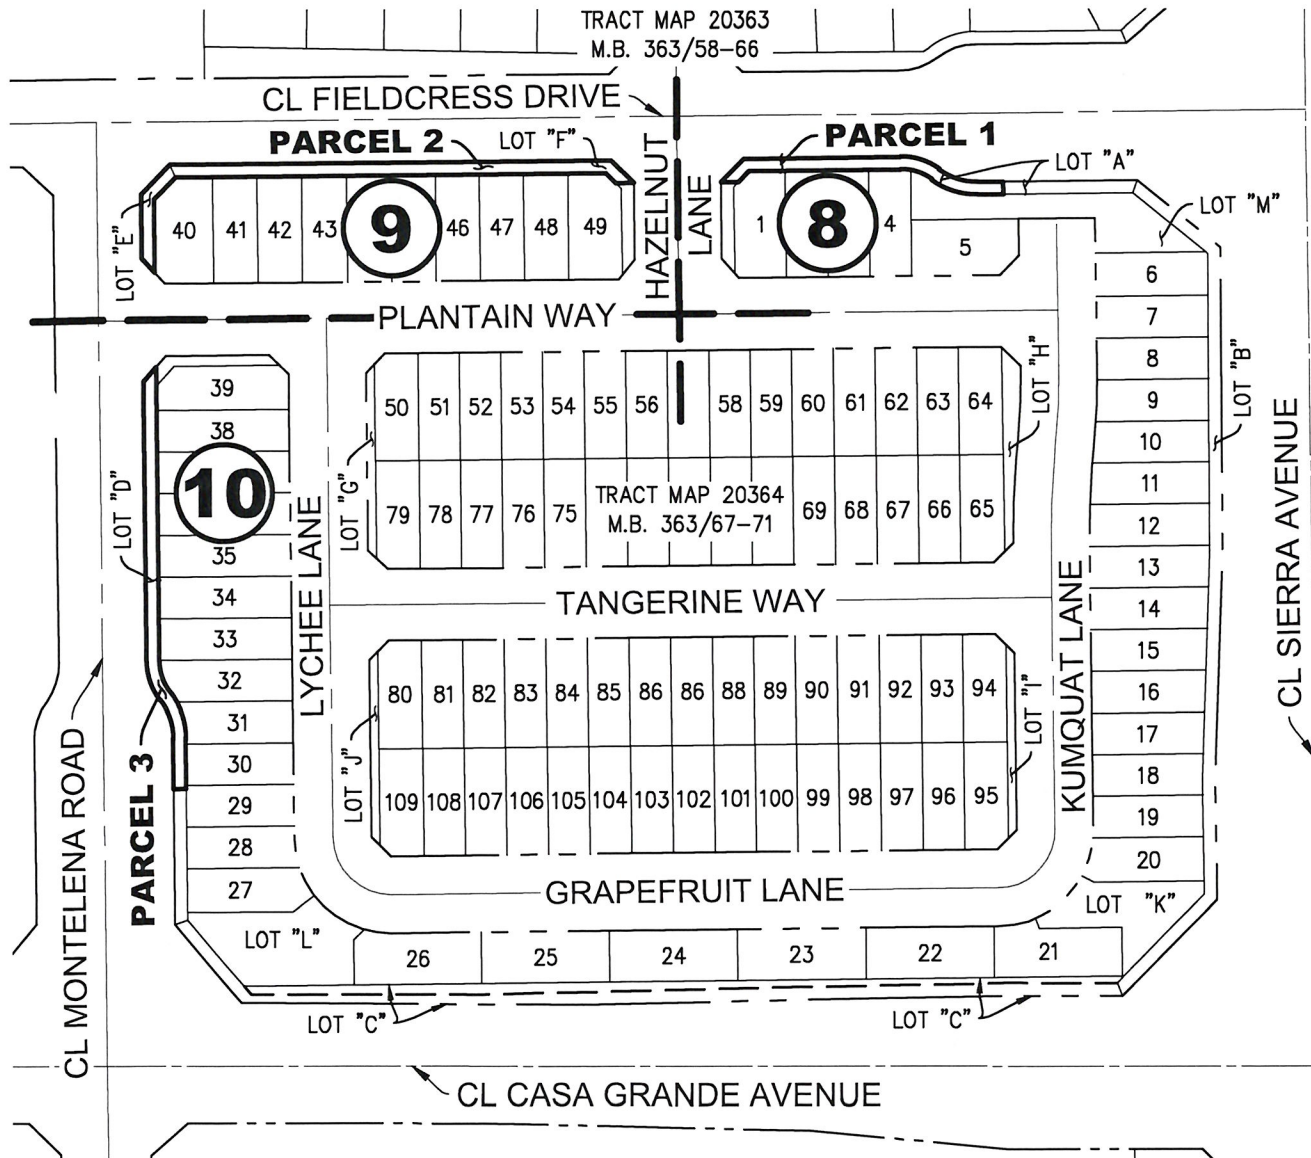 TRACT MAP 20363
M.B. 363/58-66
CL FIELDCRESS DRIVE
PARCEL 2
LOT "F"
HAZELNUT
LANE
PARCEL 1
LOT "A"
LOT "M"
LOT "E"
40 41 42 43 9 46 47 48 49
1 8 4 5
PLANTAIN WAY
6
7
8
9
10
11
12
13
14
15
16
17
18
19
20
LOT "B"
CL SIERRA AVENUE
39
38
10
35
34
33
32
31
30
29
28
27
LOT "D"
PARCEL 3
CL MONTELENA ROAD
LYCHEE LANE
LOT "G"
50 51 52 53 54 55 56 58 59 60 61 62 63 64
LOT "H"
79 78 77 76 75
TRACT MAP 20364
M.B. 363/67-71
69 68 67 66 65
TANGERINE WAY
KUMQUAT LANE
80 81 82 83 84 85 86 86 88 89 90 91 92 93 94
LOT "I"
LOT "J"
109 108 107 106 105 104 103 102 101 100 99 98 97 96 95
GRAPEFRUIT LANE
LOT "K"
LOT "L"
26 25 24 23 22 21
LOT "C"
LOT "C"
CL CASA GRANDE AVENUE